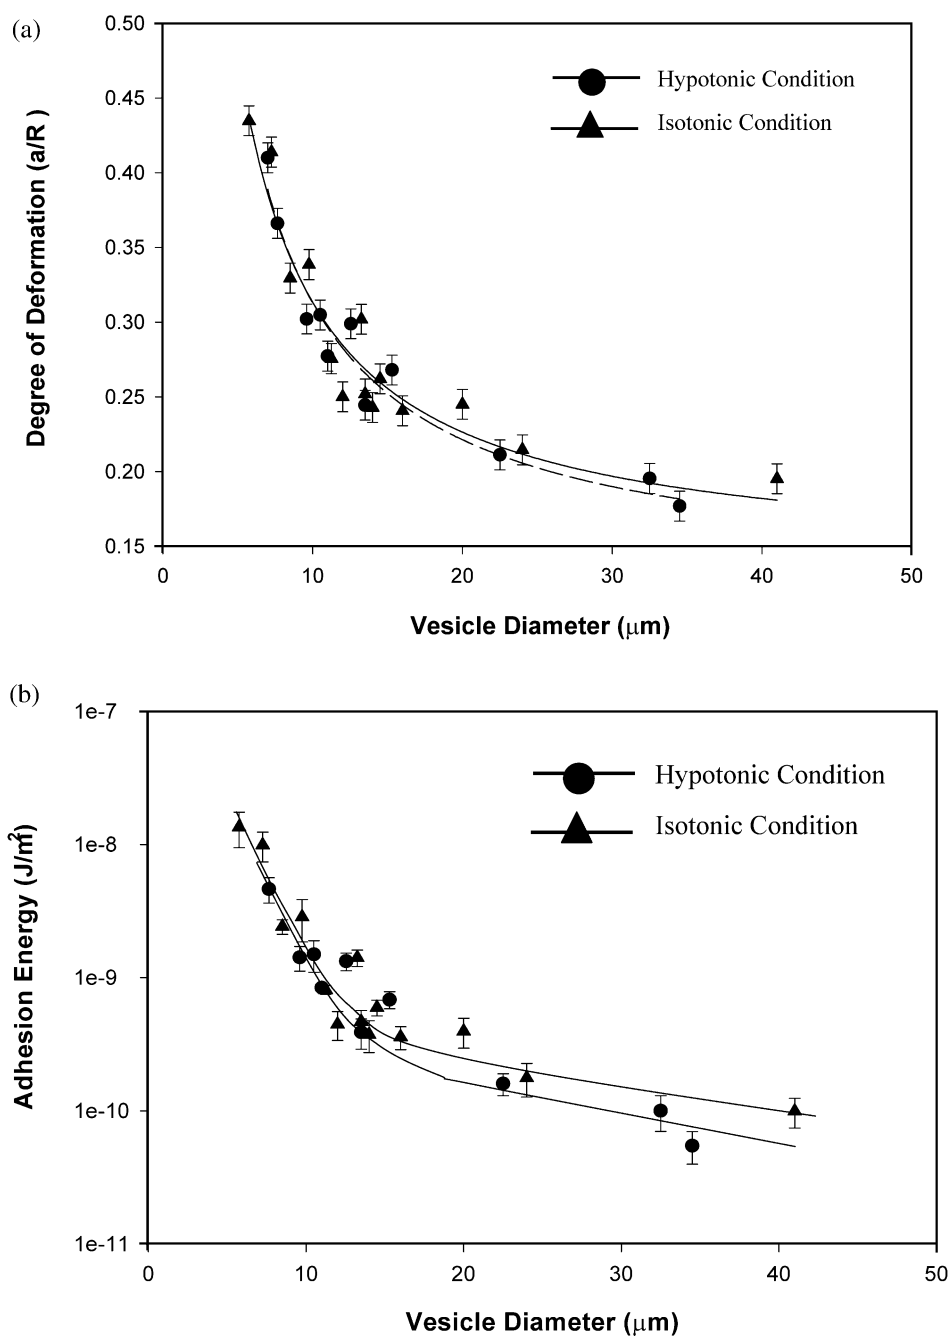 (a)
0.50
0.45
0.40
0.35
0.30
0.25
0.20
0.15
Degree of Deformation (a/R )
Hypotonic Condition
Isotonic Condition
0 10 20 30 40 50
Vesicle Diameter (μm)
(b)
1e-7
1e-8
1e-9
1e-10
1e-11
Adhesion Energy (J/m²)
Hypotonic Condition
Isotonic Condition
0 10 20 30 40 50
Vesicle Diameter (μm)